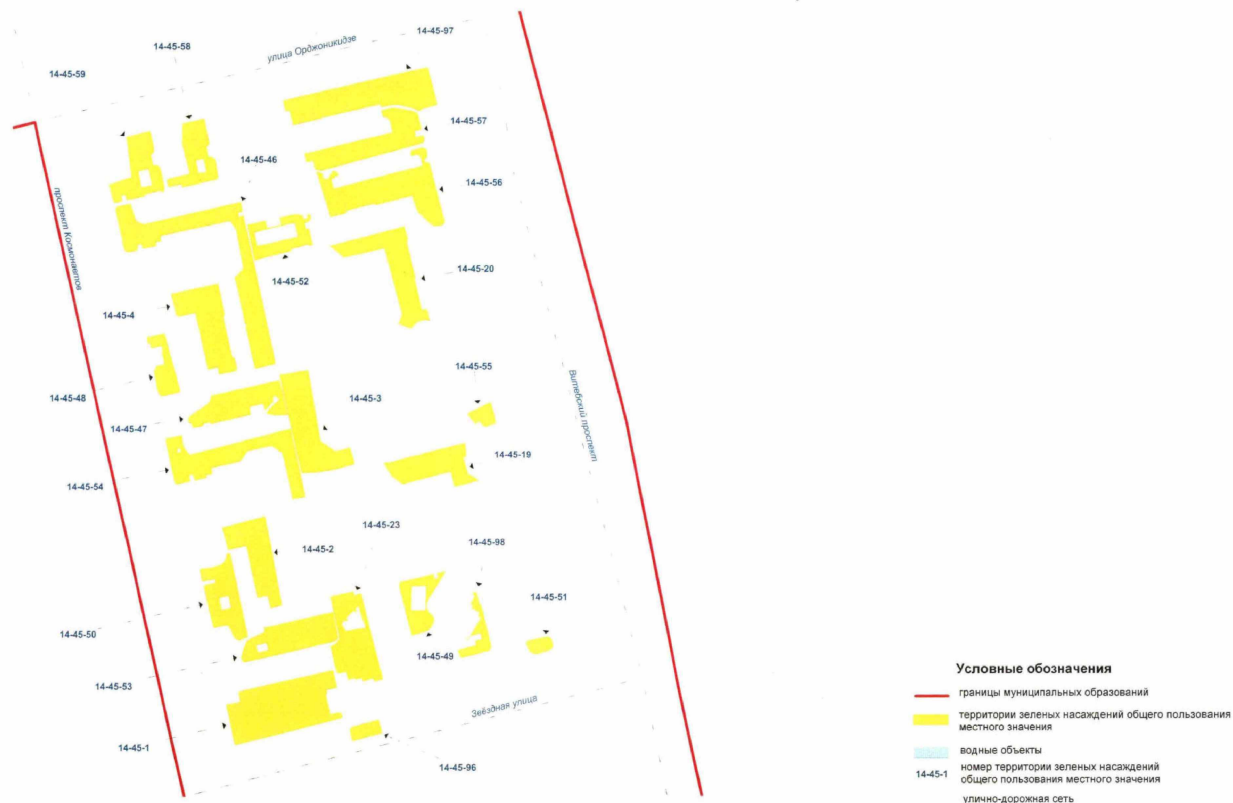 14-45-97
14-45-58
улица Орджоникидзе
14-45-59
14-45-57
14-45-46
14-45-56
проспект Космонавтов
14-45-20
14-45-52
14-45-4
14-45-55
14-45-48
14-45-3
Витебский проспект
14-45-47
14-45-19
14-45-54
14-45-23
14-45-2
14-45-98
14-45-51
14-45-50
14-45-49
14-45-53
Звёздная улица
14-45-1
14-45-96
Условные обозначения
границы муниципальных образований
территории зеленых насаждений общего пользования
местного значения
водные объекты
14-45-1 номер территории зеленых насаждений
общего пользования местного значения
улично-дорожная сеть